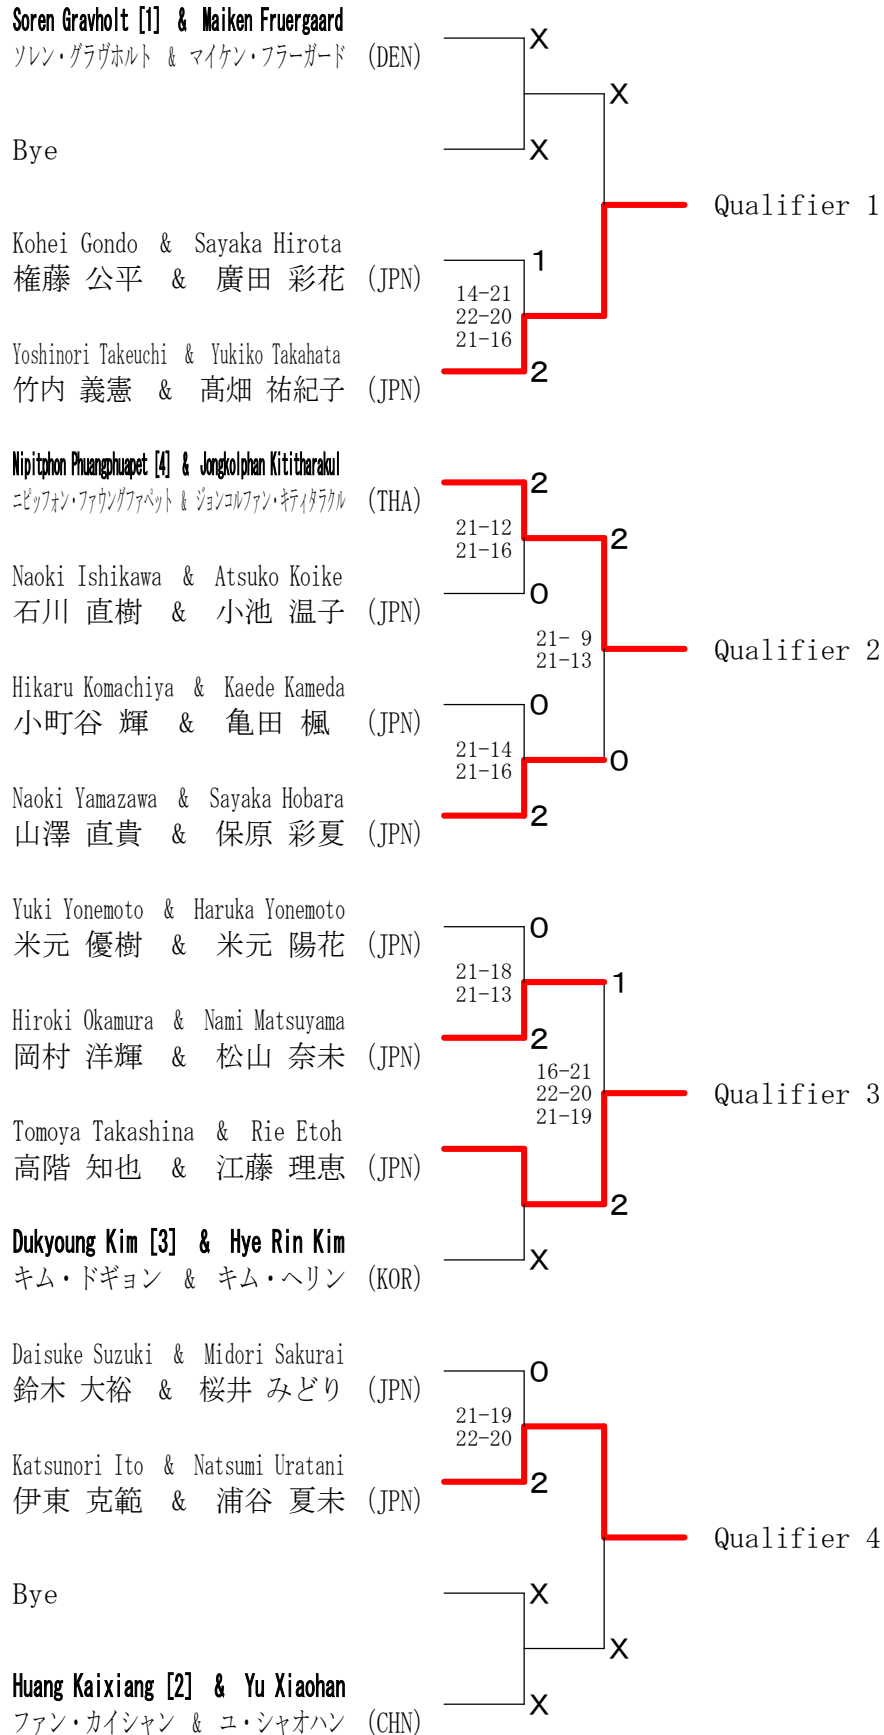 Soren Gravholt [1] & Maiken Fruergaard
X
ソレン・グラヴホルト & マイケン・フラーガード (DEN)
X
Bye
X
Qualifier 1
Kohei Gondo & Sayaka Hirota
1
権藤 公平 & 廣田 彩花 (JPN)
14-21
22-20
21-16
Yoshinori Takeuchi & Yukiko Takahata
2
竹内 義憲 &髙畑 祐紀子 (JPN)
Nipitphon Phuangphuapet [4] & Jongkolphan Kititharakul
2
ニピッフォン・ファウングファペット & ジョンコルファン・キティタラクル (THA)
21-12
21-16
2
Naoki Ishikawa & Atsuko Koike
0
石川 直樹 & 小池 温子 (JPN)
21- 9
21-13
Qualifier 2
Hikaru Komachiya & Kaede Kameda
0
小町谷 輝 & 亀田 楓 (JPN)
21-14
21-16
0
Naoki Yamazawa & Sayaka Hobara
2
山澤 直貴 & 保原 彩夏 (JPN)
Yuki Yonemoto & Haruka Yonemoto
0
米元 優樹 & 米元 陽花 (JPN)
21-18
21-13
1
Hiroki Okamura & Nami Matsuyama
2
岡村 洋輝 & 松山 奈未 (JPN)
16-21
22-20
21-19
Qualifier 3
Tomoya Takashina & Rie Etoh
高階 知也 & 江藤 理恵 (JPN)
2
Dukyoung Kim [3] & Hye Rin Kim
X
キム・ドギョン & キム・ヘリン (KOR)
Daisuke Suzuki & Midori Sakurai
0
鈴木 大裕 & 桜井 みどり (JPN)
21-19
22-20
Katsunori Ito & Natsumi Uratani
2
伊東 克範 & 浦谷 夏未 (JPN)
Qualifier 4
Bye
X
X
Huang Kaixiang [2] & Yu Xiaohan
X
ファン・カイシャン & ユ・シャオハン (CHN)